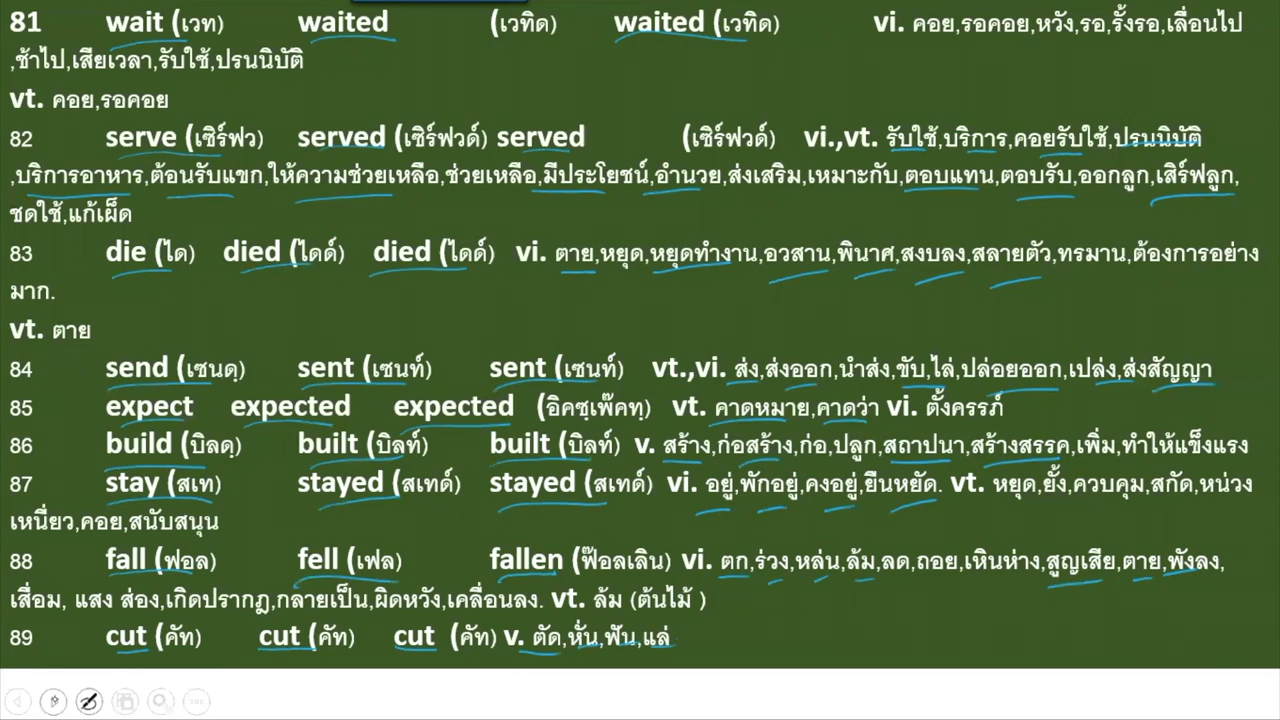 81 wait (เวท) waited (เวทิด) waited (เวทิด) vi. คอย,รอคอย,หวัง,รอ,รั้งรอ,เลื่อนไป
,ช้าไป,เสียเวลา,รับใช้,ปรนนิบัติ
vt. คอย,รอคอย
82 serve (เซิร์ฟว) served (เซิร์ฟวด์) served (เซิร์ฟวด์) vi.,vt. รับใช้,บริการ,คอยรับใช้,ปรนนิบัติ
,บริการอาหาร,ต้อนรับแขก,ให้ความช่วยเหลือ,ช่วยเหลือ,มีประโยชน์,อำนวย,ส่งเสริม,เหมาะกับ,ตอบแทน,ตอบรับ,ออกลูก,เสิร์ฟลูก,
ชดใช้,แก้เผ็ด
83 die (ได) died (ไดด์) died (ไดด์) vi. ตาย,หยุด,หยุดทำงาน,อวสาน,พินาศ,สงบลง,สลายตัว,ทรมาน,ต้องการอย่าง
มาก.
vt. ตาย
84 send (เซนดฺ) sent (เซนท์) sent (เซนท์) vt.,vi. ส่ง,ส่งออก,นำส่ง,ขับ,ไล่,ปล่อยออก,เปล่ง,ส่งสัญญา
85 expect expected expected (อิคซฺเพ๊คทฺ) vt. คาดหมาย,คาดว่า vi. ตั้งครรภ์
86 build (บิลดฺ) built (บิลท์) built (บิลท์) v. สร้าง,ก่อสร้าง,ก่อ,ปลูก,สถาปนา,สร้างสรรค,เพิ่ม,ทำให้แข็งแรง
87 stay (สเท) stayed (สเทด์) stayed (สเทด์) vi. อยู่,พักอยู่,คงอยู่,ยืนหยัด. vt. หยุด,ยั้ง,ควบคุม,สกัด,หน่วง
เหนี่ยว,คอย,สนับสนุน
88 fall (ฟอล) fell (เฟล) fallen (ฟ๊อลเลิน) vi. ตก,ร่วง,หล่น,ล้ม,ลด,ถอย,เหินห่าง,สูญเสีย,ตาย,พังลง,
เสื่อม, แสง ส่อง,เกิดปรากฎ,กลายเป็น,ผิดหวัง,เคลื่อนลง. vt. ล้ม (ต้นไม้ )
89 cut (คัท) cut (คัท) cut (คัท) v. ตัด,หั่น,ฟัน,แล่